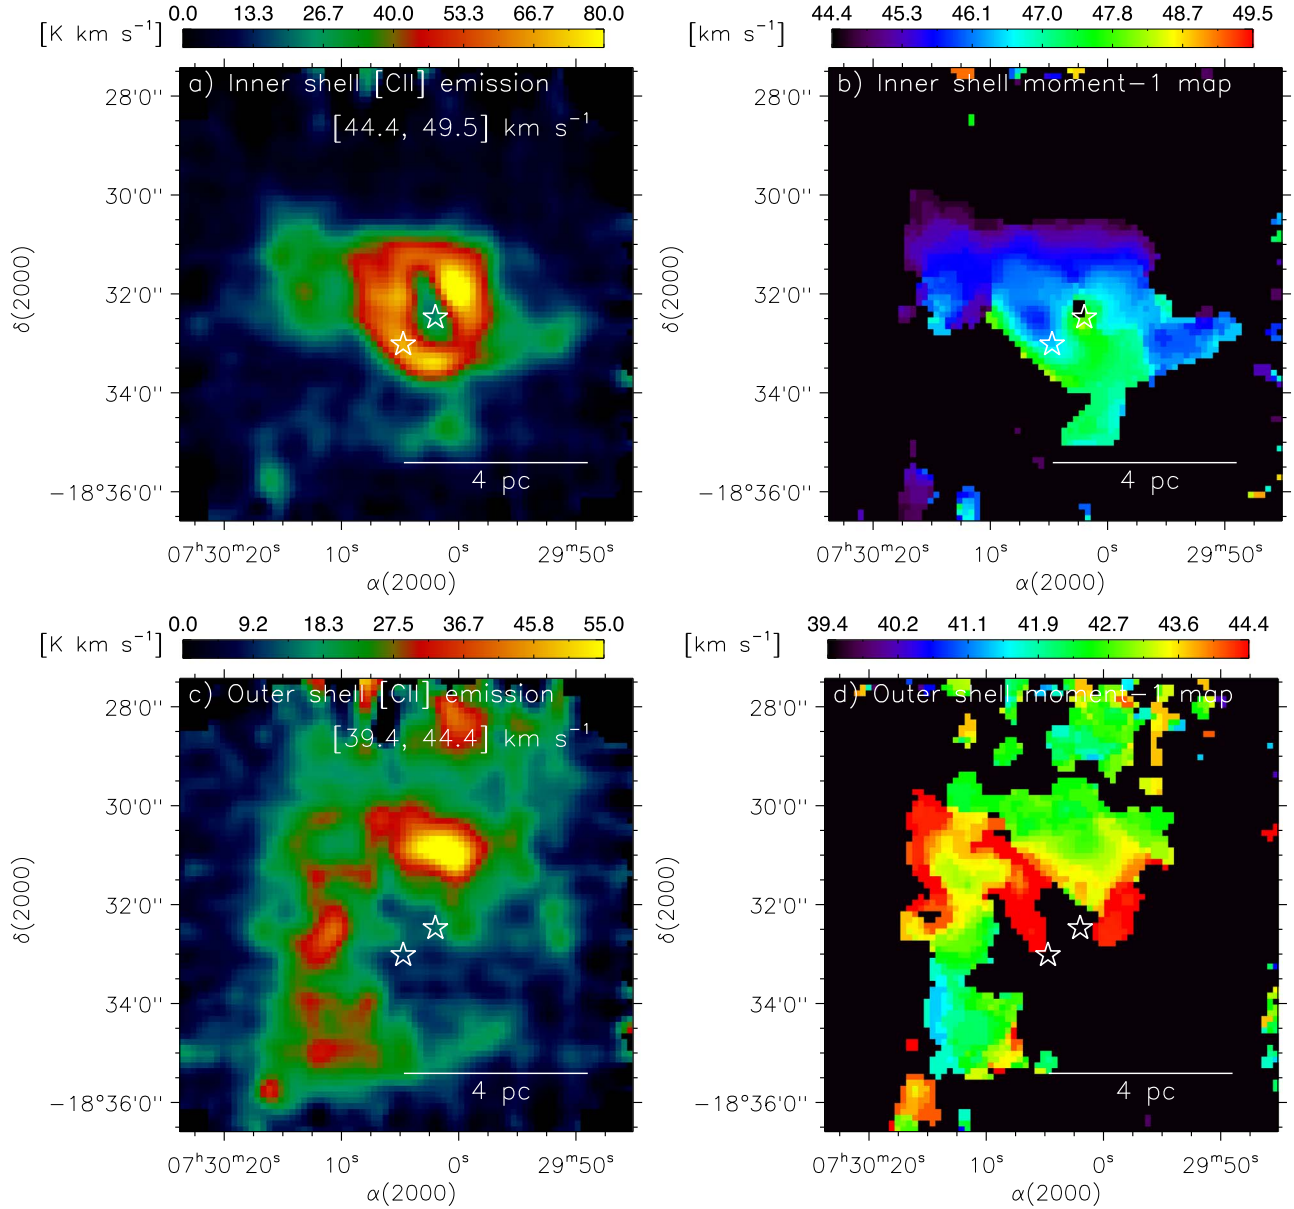 0.0 13.3 26.7 40.0 53.3 66.7 80.0
[K km s⁻¹]
a) Inner shell [CII] emission
[44.4, 49.5] km s⁻¹
28'0''
30'0''
32'0''
34'0''
−18°36'0''
δ(2000)
4 pc
07ʰ30ᵐ20ˢ 10ˢ 0ˢ 29ᵐ50ˢ
α(2000)
44.4 45.3 46.1 47.0 47.8 48.7 49.5
[km s⁻¹]
b) Inner shell moment−1 map
28'0''
30'0''
32'0''
34'0''
−18°36'0''
δ(2000)
4 pc
07ʰ30ᵐ20ˢ 10ˢ 0ˢ 29ᵐ50ˢ
α(2000)
0.0 9.2 18.3 27.5 36.7 45.8 55.0
[K km s⁻¹]
c) Outer shell [CII] emission
[39.4, 44.4] km s⁻¹
28'0''
30'0''
32'0''
34'0''
−18°36'0''
δ(2000)
4 pc
07ʰ30ᵐ20ˢ 10ˢ 0ˢ 29ᵐ50ˢ
α(2000)
39.4 40.2 41.1 41.9 42.7 43.6 44.4
[km s⁻¹]
d) Outer shell moment−1 map
28'0''
30'0''
32'0''
34'0''
−18°36'0''
δ(2000)
4 pc
07ʰ30ᵐ20ˢ 10ˢ 0ˢ 29ᵐ50ˢ
α(2000)